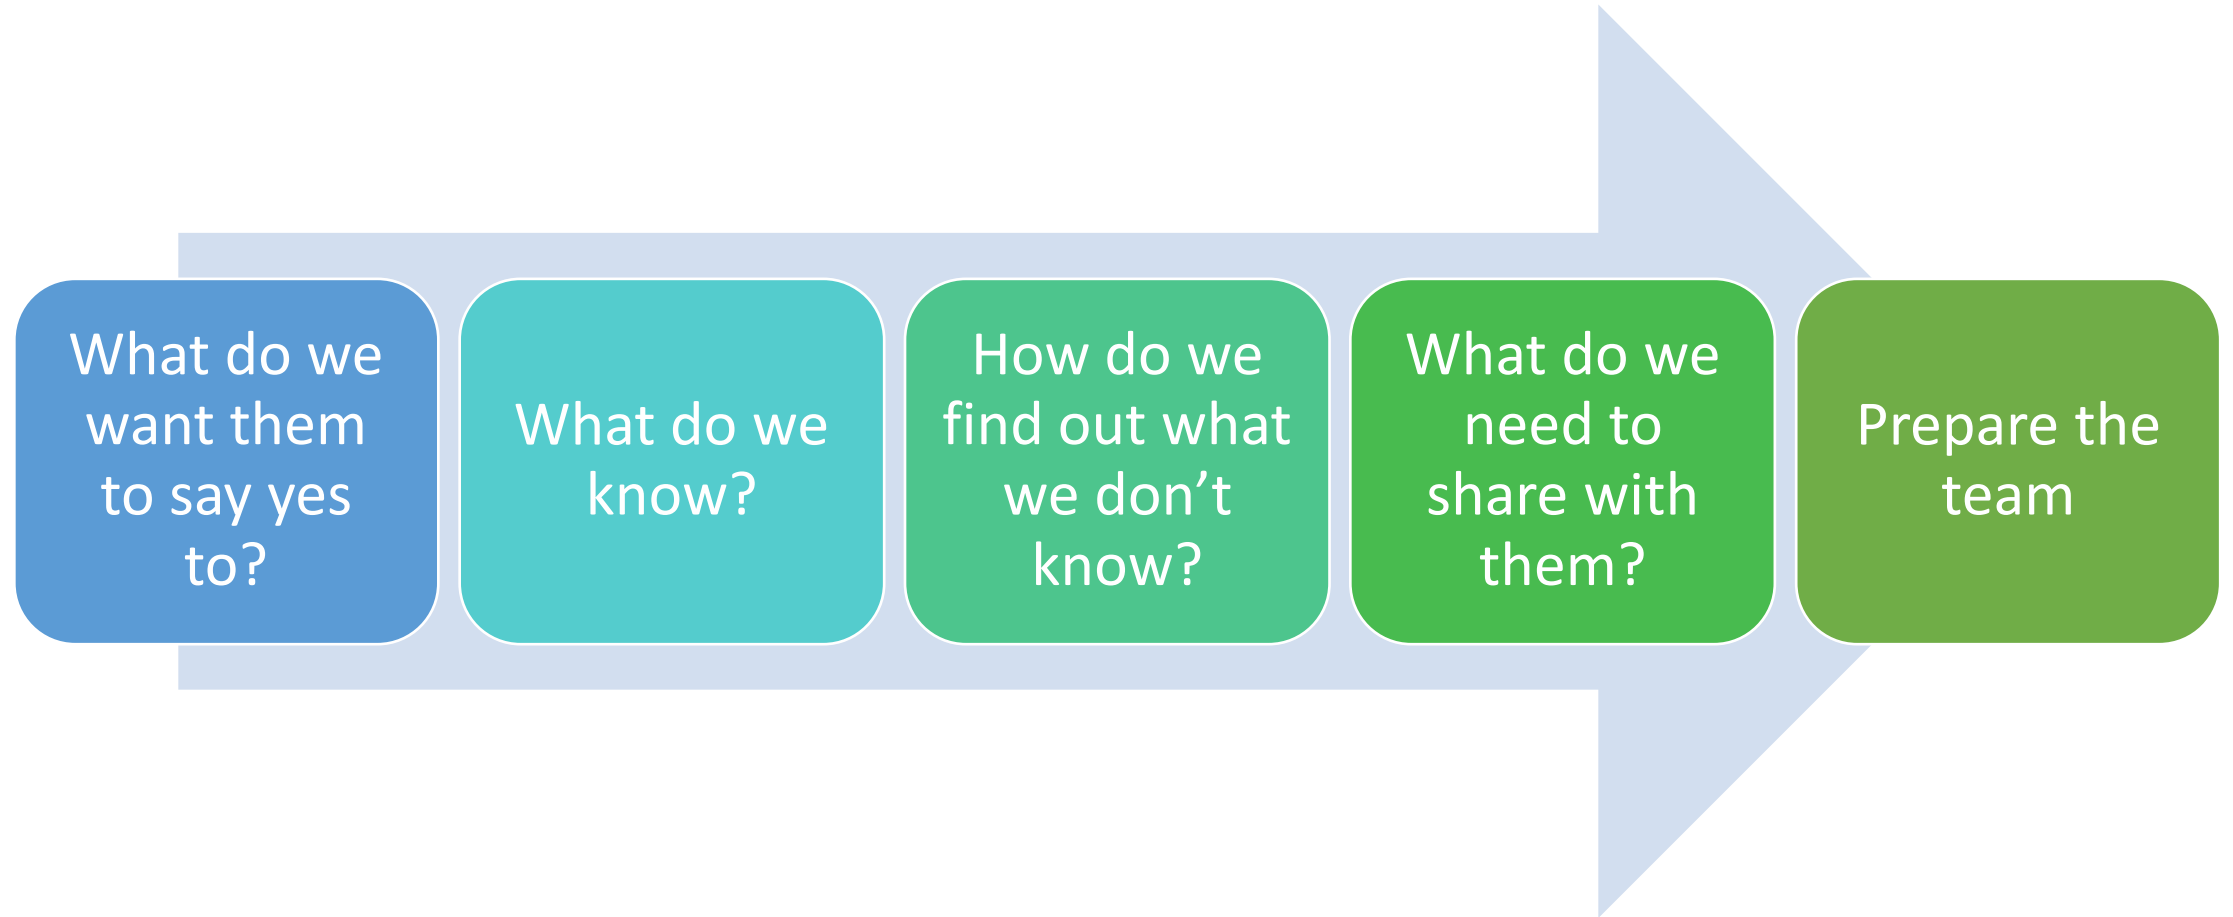 What do we
want them
to say yes
to?
What do we
know?
How do we
find out what
we don’t
know?
What do we
need to
share with
them?
Prepare the
team